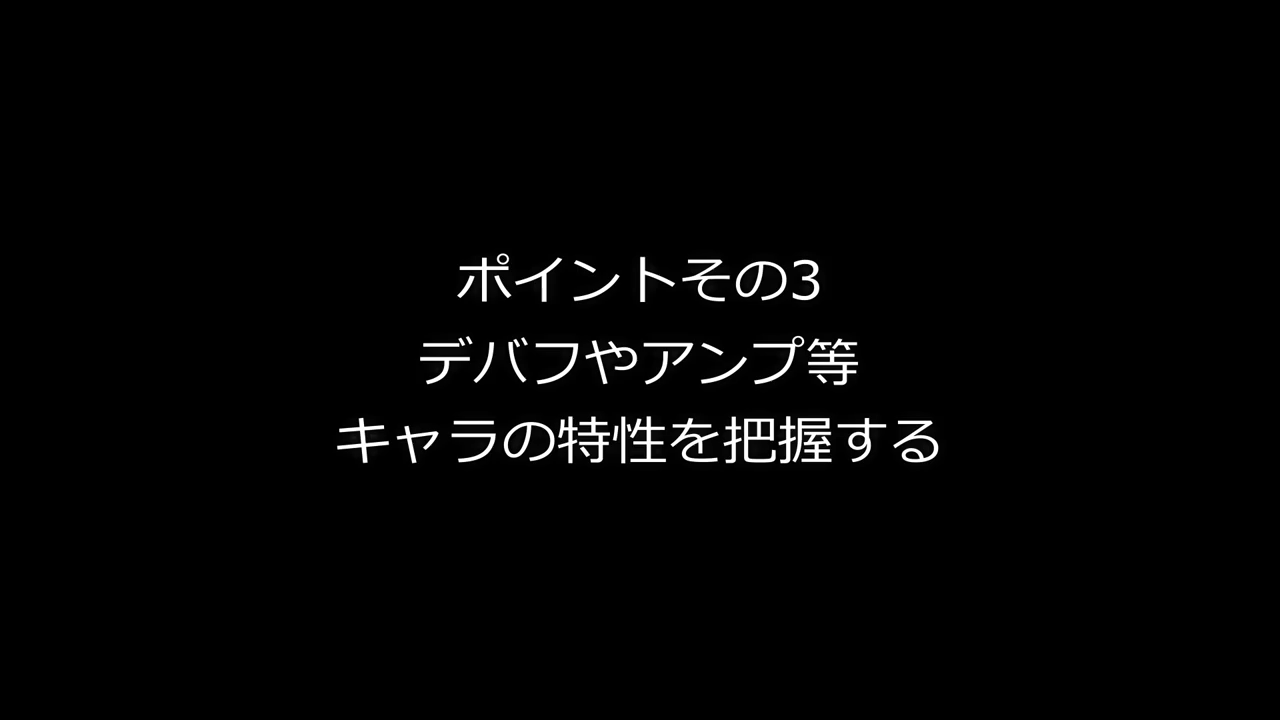 ポイントその3
デバフやアンプ等
キャラの特性を把握する